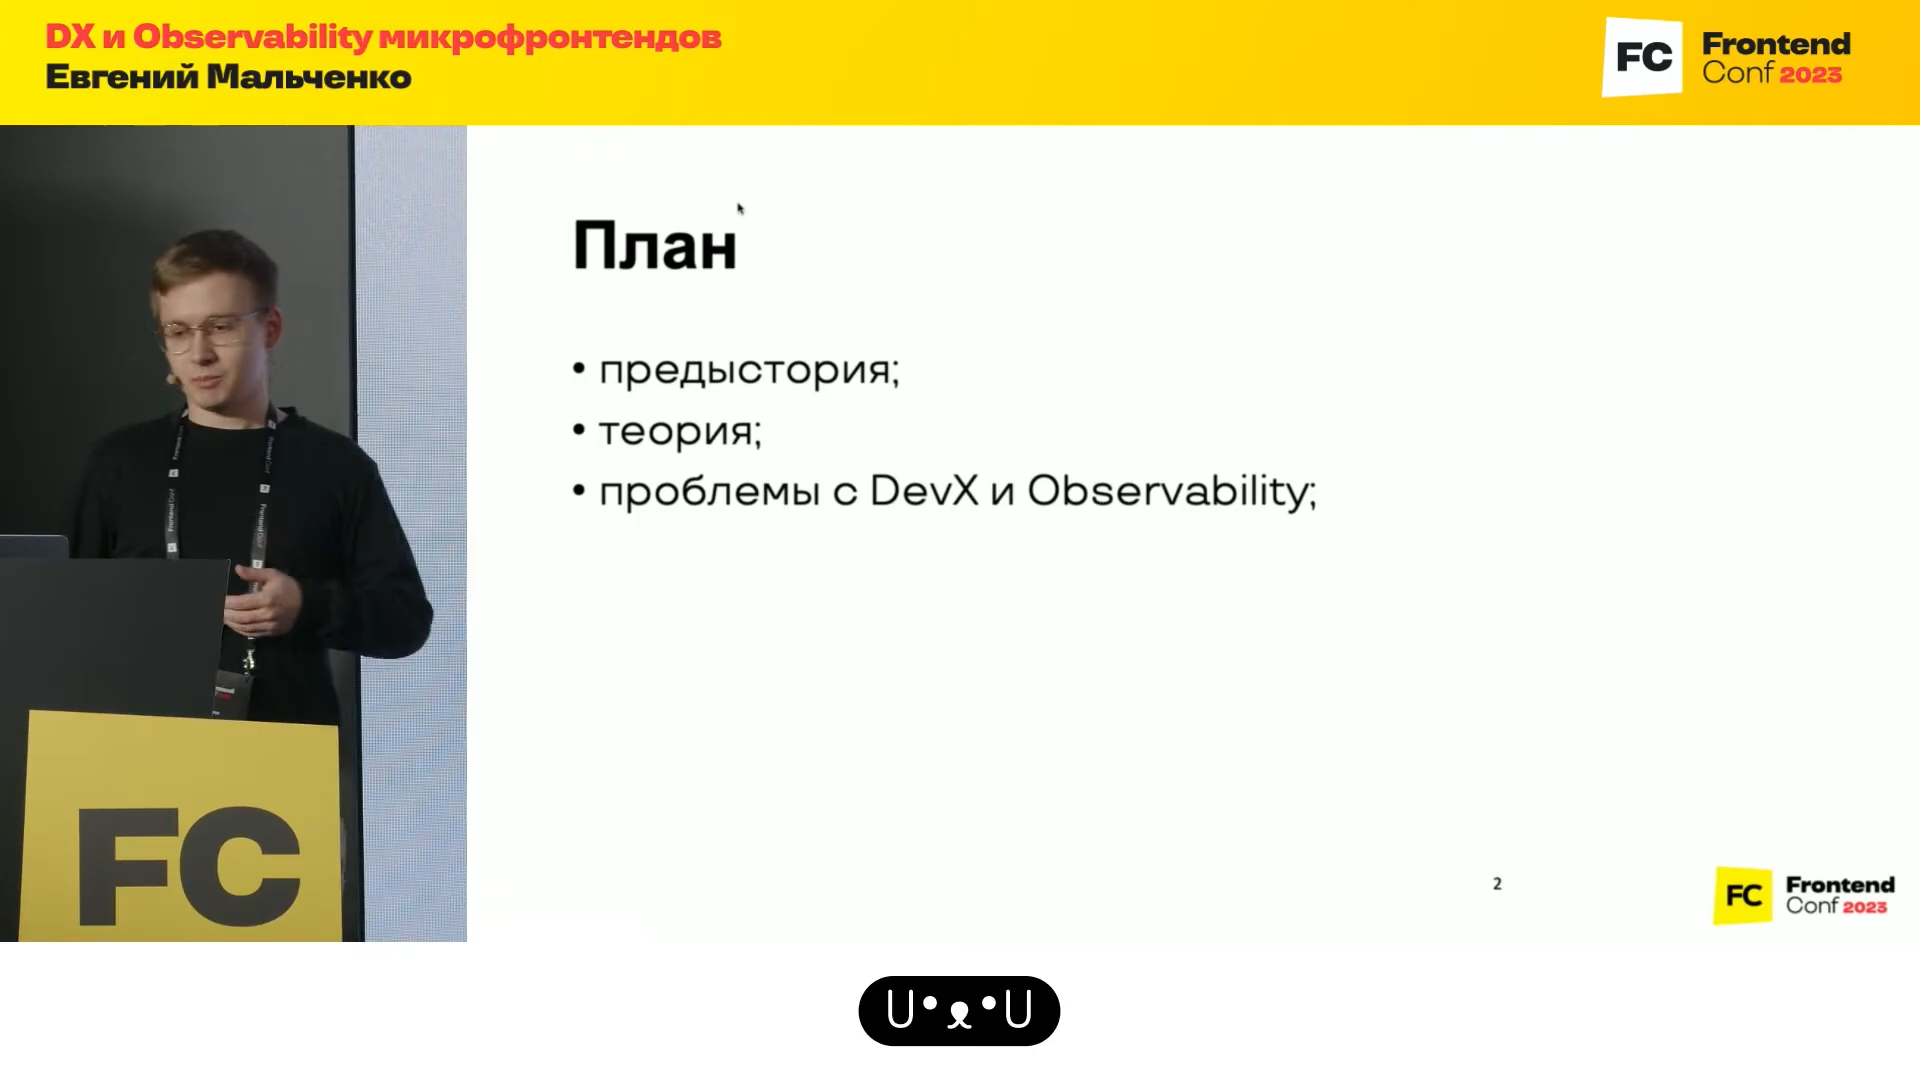 DX и Observability микрофронтендов
Евгений Мальченко
FC
Frontend
Conf 2023
План
• предыстория;
• теория;
• проблемы с DevX и Observability;
2
FC
Frontend
Conf 2023
FC